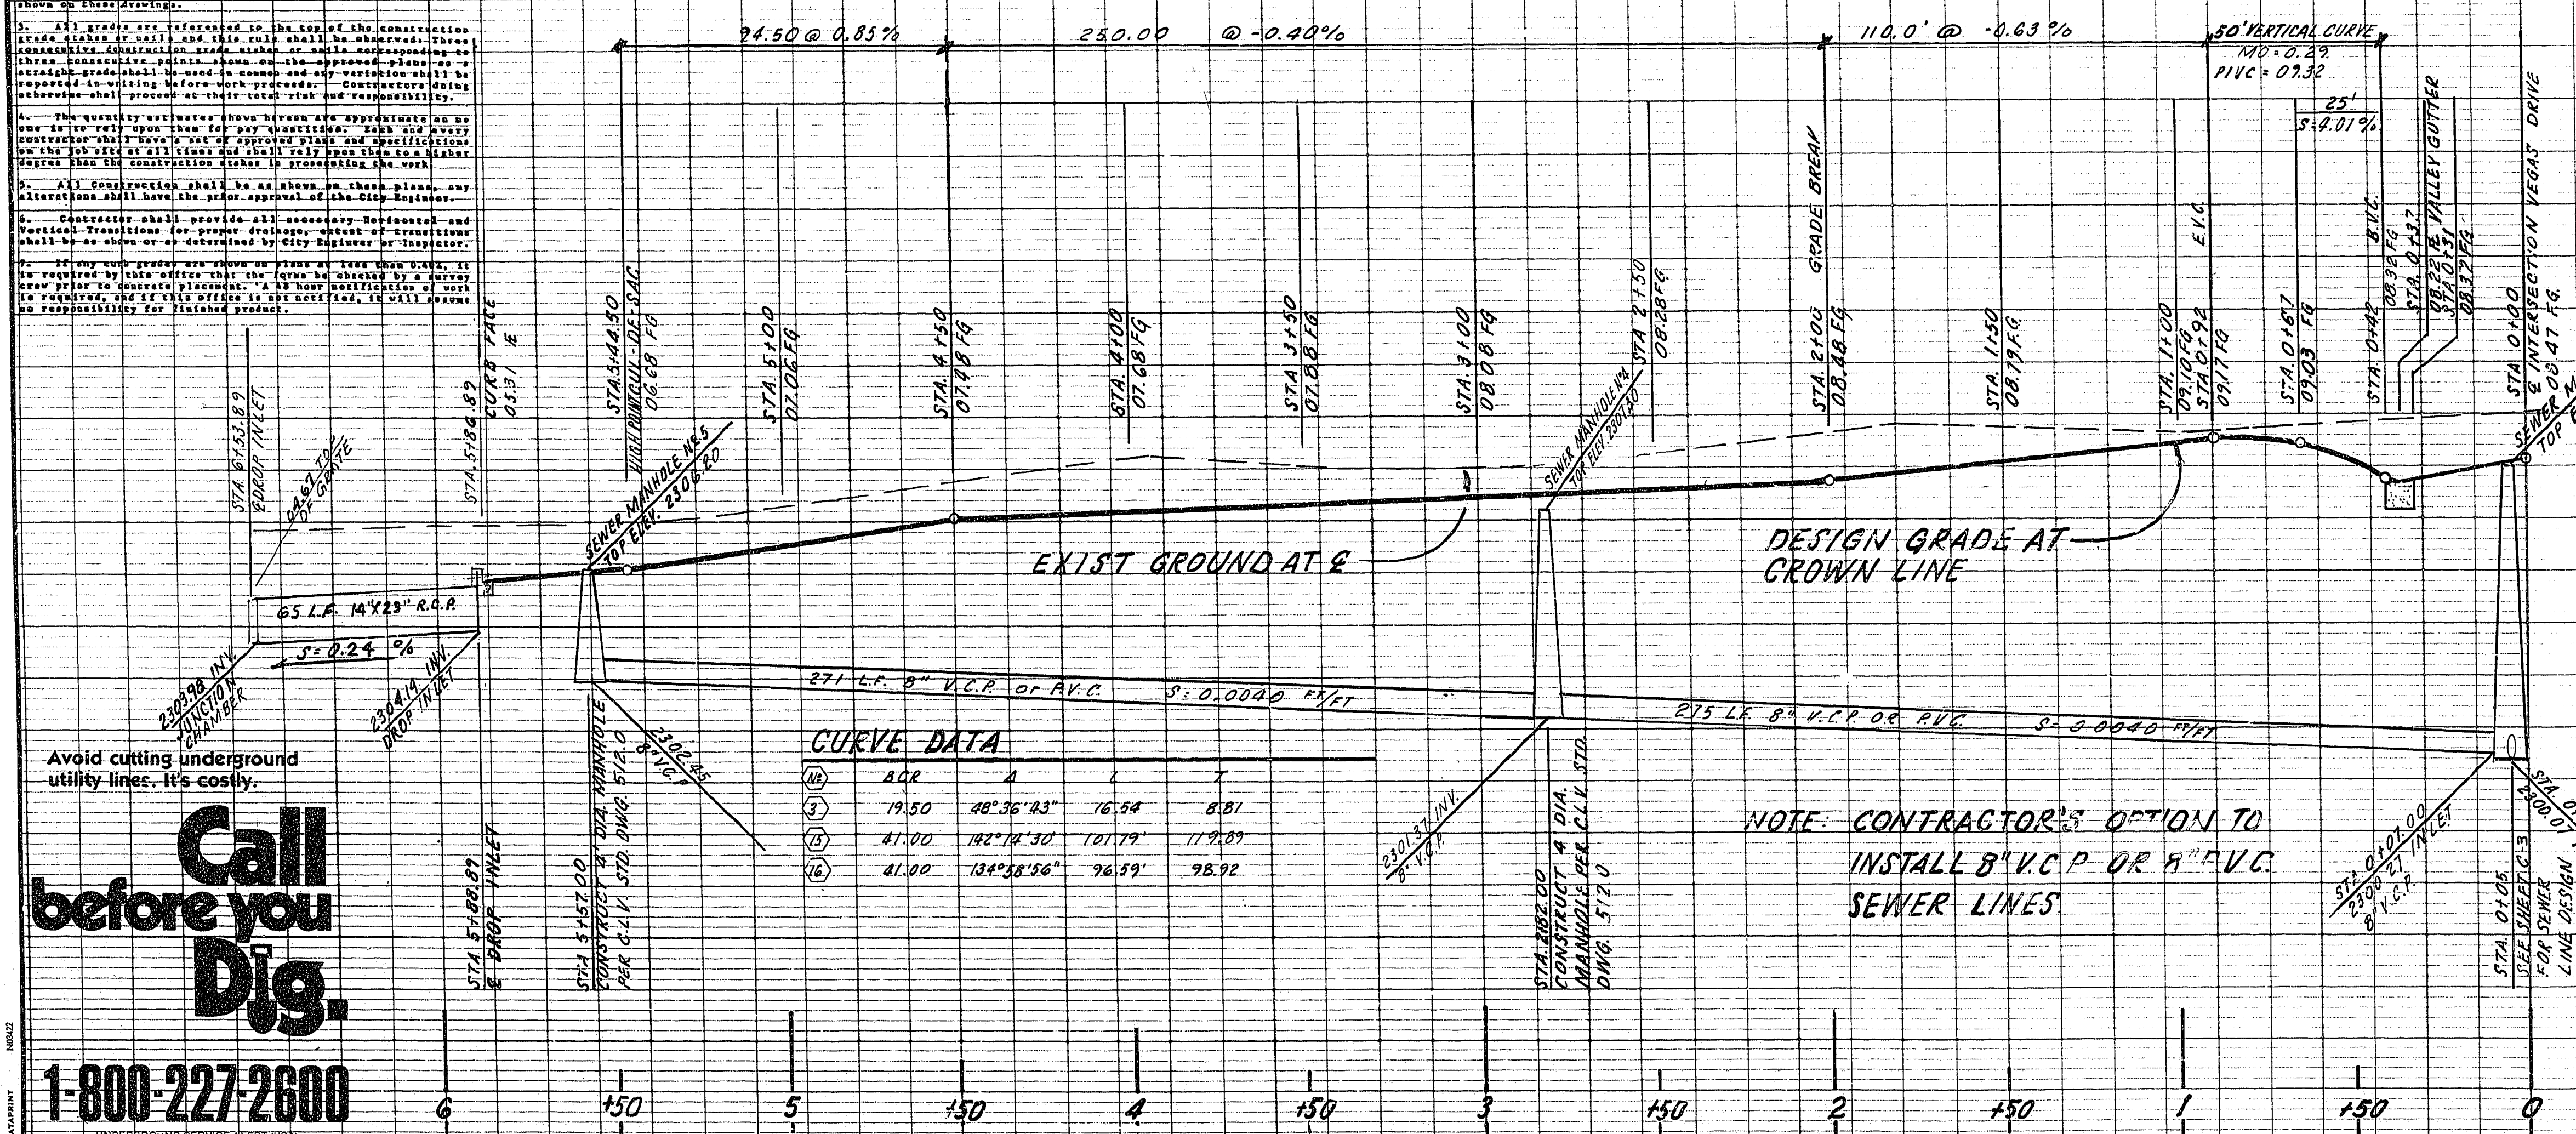 shown on these drawings.
3. All grades are referenced to the top of the construction
grade stakes or nails and this rule shall be observed: Three
consecutive construction grade stakes or nails corresponding to
three consecutive points shown on the approved plans as a
straight grade shall be used in common and any variation shall be
reported in writing before work proceeds. Contractors doing
otherwise shall proceed at their total risk and responsibility.
4. The quantity estimates shown hereon are approximate an no
one is to rely upon them for pay quantities. Each and every
contractor shall have a set of approved plans and specifications
on the job site at all times and shall rely upon them to a higher
degree than the construction stakes in prosecuting the work.
5. All Construction shall be as shown on these plans, any
alterations shall have the prior approval of the City Engineer.
6. Contractor shall provide all necessary Horizontal and
Vertical Transitions for proper drainage, extent of transitions
shall be as shown or as determined by City Engineer or Inspector.
7. If any curb grades are shown on plans at less than 0.40%, it
is required by this office that the forms be checked by a survey
crew prior to concrete placement. A 48 hour notification of work
is required, and if this office is not notified, it will assume
no responsibility for finished product.
94.50 @ 0.85%
250.00 @ -0.40%
110.0' @ -0.63%
50' VERTICAL CURVE
MO = 0.29
PIVC = 09.32
25'
S=4.01%
STA. 6+53.89
℄ DROP INLET
04.67 TOP
OF GRATE
STA. 5+86.89
CURB FACE
05.31 ℄
STA. 5+44.50
HIGH POINT CUV-DE-SAC
06.68 FG
SEWER MANHOLE Nº 5
TOP ELEV. 2306.20
STA. 5+00
07.06 FG
STA. 4+50
07.48 FG
STA. 4+00
07.68 FG
STA 3+50
07.88 FG
STA. 3+00
08.08 FG
SEWER MANHOLE Nº4
TOP ELEV 2307.30
STA 2+50
08.28 FG.
STA. 2+00 GRADE BREAK
08.48 FG
STA. 1+50
08.79 FG.
STA. 1+00
09.10 FG
STA. 0+92 E.V.C.
09.17 FG
STA. 0+67
09.03 FG
STA. 0+42 B.V.C.
08.32 FG
STA. 0+37
08.22 ℄ VALLEY GUTTER
STA 0+31
08.32 FG
STA 0+00
℄ INTERSECTION VEGAS DRIVE
08.47 F.G.
SEWER
TOP
EXIST GROUND AT ℄
DESIGN GRADE AT
CROWN LINE
65 L.F. 14"X23" R.C.P.
S= 0.24 %
2303.98 INV.
JUNCTION
CHAMBER
2304.14 INV.
DROP INLET
271 L.F. 8" V.C.P. or P.V.C. S= 0.0040 FT/FT
275 L.F. 8" V.C.P. OR P.V.C. S= 0.0040 FT/FT
2302.45
8" V.C.P.
CURVE DATA
Nº BCR Δ L T
3 19.50 48°36'43" 16.54 8.81
15 41.00 142°14'30" 101.79' 119.89
16 41.00 134°58'56" 96.59' 98.92
Avoid cutting underground
utility lines. It's costly.
Call
before you
Dig.
1-800-227-2600
STA 5+88.89
℄ DROP INLET
STA 5+57.00
CONSTRUCT 4' DIA. MANHOLE
PER C.L.V. STD. DWG. 512.0
2301.37 INV.
8" V.C.P.
STA. 2+82.00
CONSTRUCT 4' DIA.
MANHOLE PER C.L.V. STD.
DWG. 512.0
NOTE: CONTRACTOR'S OPTION TO
INSTALL 8" V.C.P OR 8" P.V.C.
SEWER LINES.
STA 0+07.00
2300.27 INLET
8" V.C.P.
STA. 0+05
SEE SHEET C-3
FOR SEWER
LINE DESIGN
2300.01
6 +50 5 +50 4 +50 3 +50 2 +50 1 +50 0
N03422